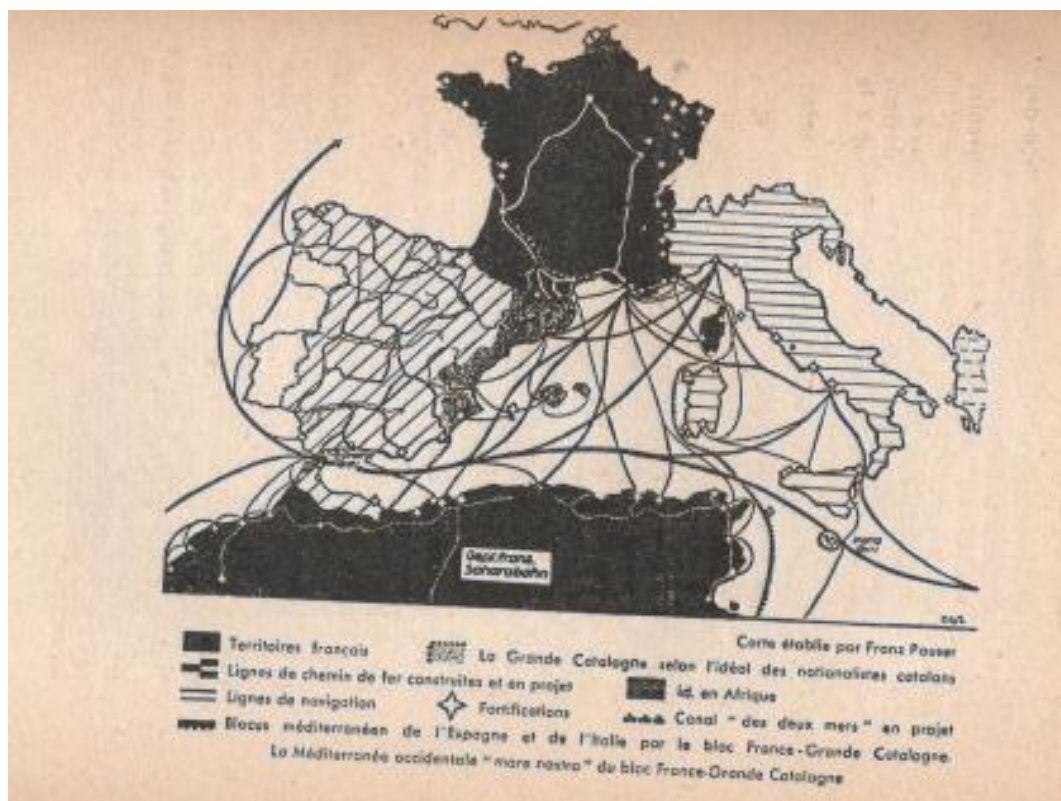 Gepl. franz.
Saharabahn
Carte établie par Franz Pauser
Territoires français
La Grande Catalogne selon l'idéal des nationalistes catalans
Lignes de chemin de fer construites et en projet
id. en Afrique
Lignes de navigation
Fortifications
Canal "des deux mers" en projet
Blocus méditerranéen de l'Espagne et de l'Italie par le bloc France-Grande Catalogne.
La Méditerranée occidentale "mare nostra" du bloc France-Grande Catalogne